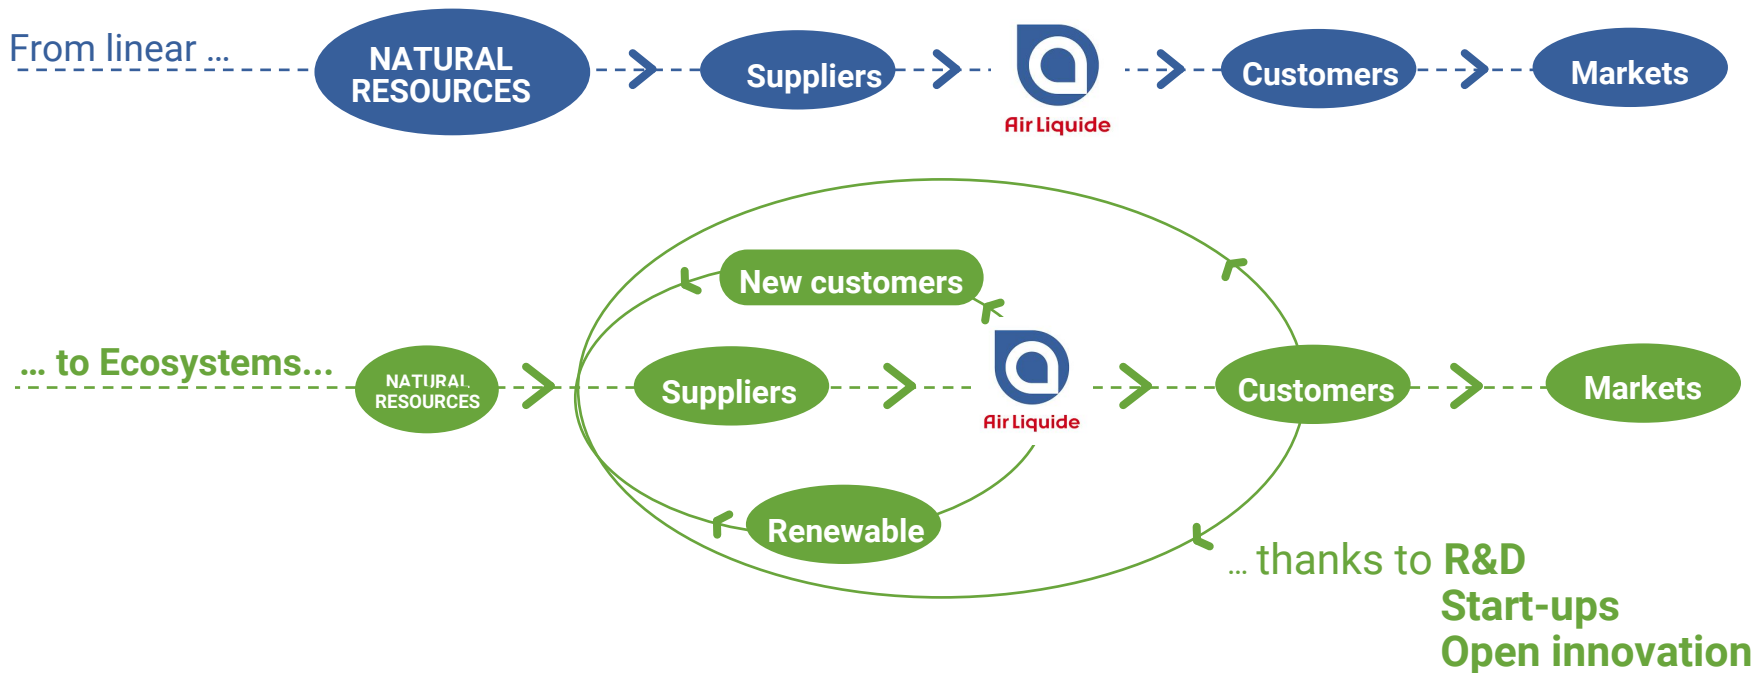 From linear ...
NATURAL
RESOURCES
Suppliers
Air Liquide
Customers
Markets
New customers
... to Ecosystems...
NATURAL
RESOURCES
Suppliers
Air Liquide
Customers
Markets
Renewable
... thanks to R&D
Start-ups
Open innovation